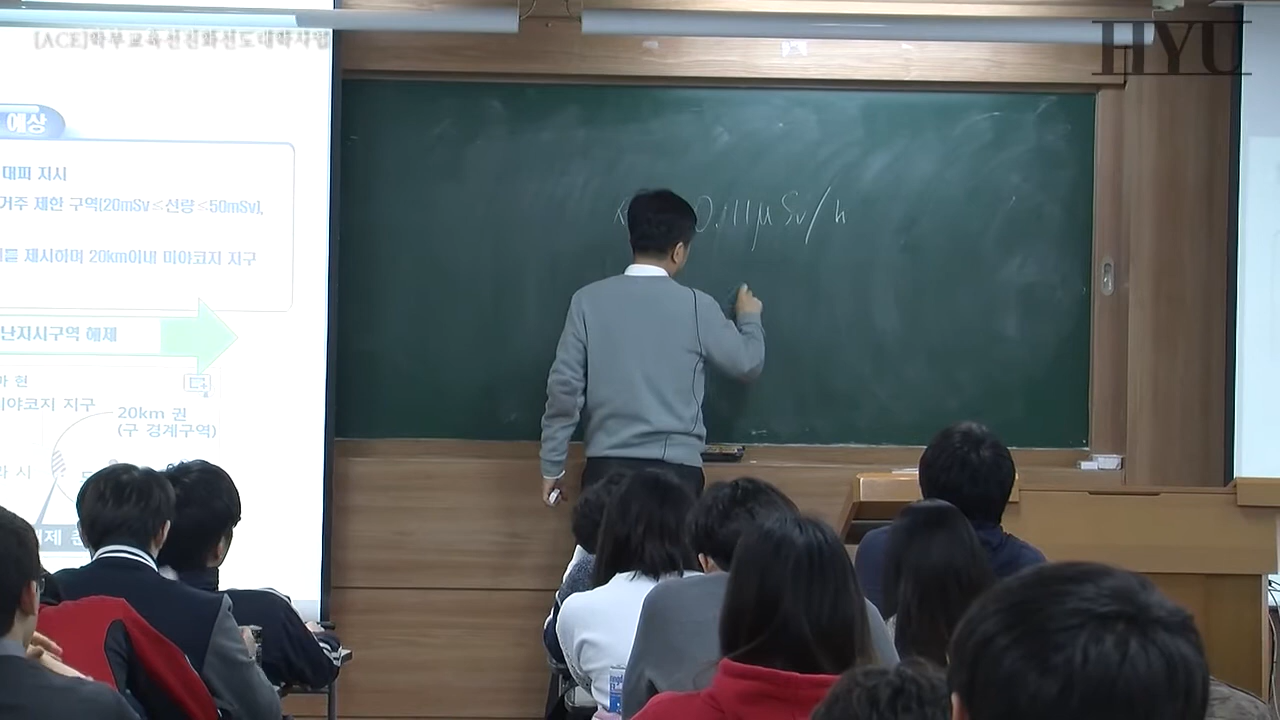 [ACE]학부교육선진화선도대학사업
HYU
예상
대피 지시
거주 제한 구역(20mSv≤선량≤50mSv),
를 제시하며 20km이내 미야코지 지구
난지시구역 해제
마 현
미야코지 지구
20km 권
(구 경계구역)
0.11μSv/h